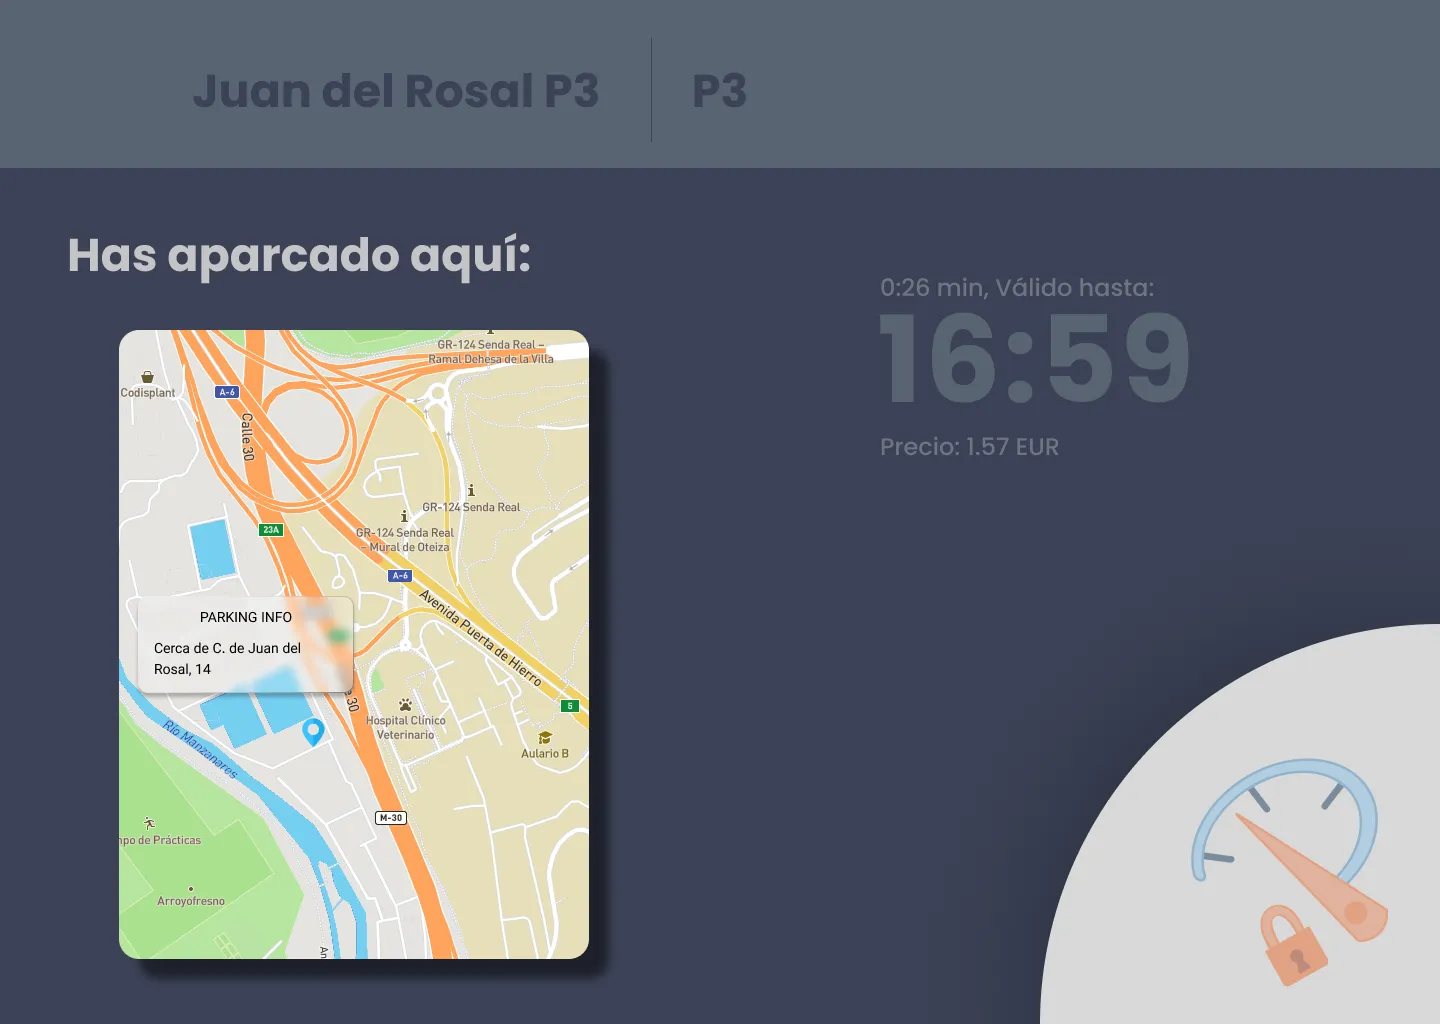 Juan del Rosal P3
P3
Has aparcado aquí:
0:26 min, Válido hasta:
16:59
Precio: 1.57 EUR
GR-124 Senda Real –
Ramal Dehesa de la Villa
Codisplant
A-6
Calle 30
GR-124 Senda Real
23A
GR-124 Senda Real
– Mural de Oteiza
A-6
Avenida Puerta de Hierro
PARKING INFO
Cerca de C. de Juan del
Rosal, 14
e 30
5
Hospital Clínico
Veterinario
Río Manzanares
Aulario B
M-30
mpo de Prácticas
Arroyofresno
An